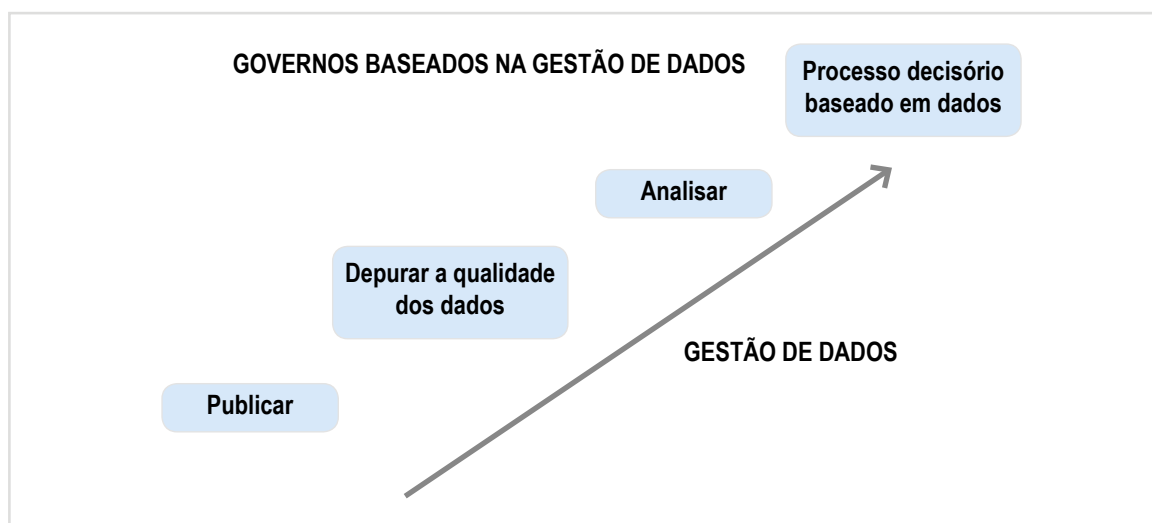 GOVERNOS BASEADOS NA GESTÃO DE DADOS
Processo decisório
baseado em dados
Analisar
Depurar a qualidade
dos dados
GESTÃO DE DADOS
Publicar